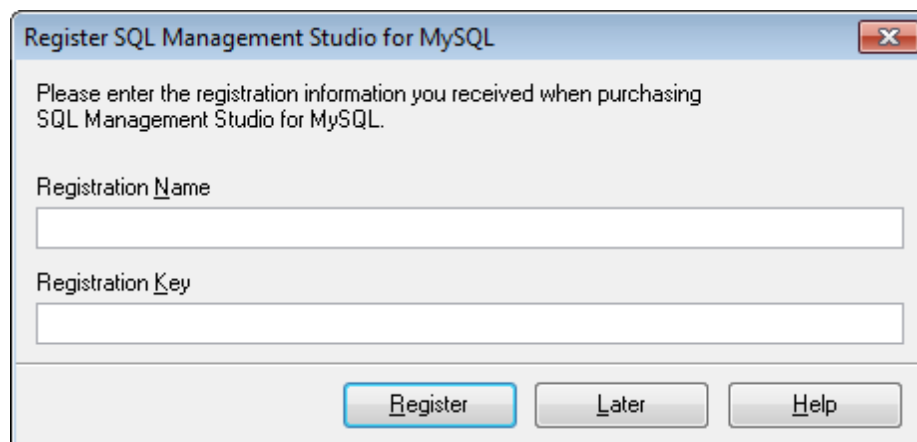 Register SQL Management Studio for MySQL
Please enter the registration information you received when purchasing
SQL Management Studio for MySQL.
Registration Name
Registration Key
Register Later Help